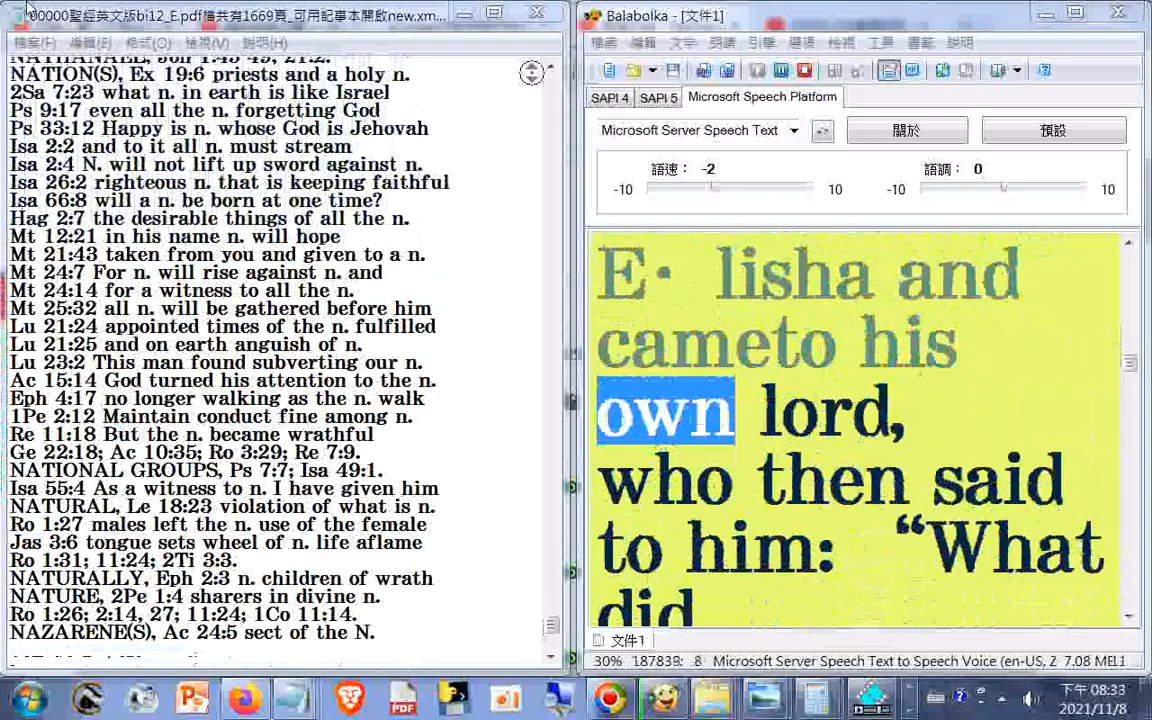 00000聖經英文版bi12_E.pdf檔共有1669頁_可用記事本開啟new.xm...
檔案(F) 編輯(E) 格式(O) 檢視(V) 說明(H)
NATHANAEL, Joh 1:45-49; 21:2.
NATION(S), Ex 19:6 priests and a holy n.
2Sa 7:23 what n. in earth is like Israel
Ps 9:17 even all the n. forgetting God
Ps 33:12 Happy is n. whose God is Jehovah
Isa 2:2 and to it all n. must stream
Isa 2:4 N. will not lift up sword against n.
Isa 26:2 righteous n. that is keeping faithful
Isa 66:8 will a n. be born at one time?
Hag 2:7 the desirable things of all the n.
Mt 12:21 in his name n. will hope
Mt 21:43 taken from you and given to a n.
Mt 24:7 For n. will rise against n. and
Mt 24:14 for a witness to all the n.
Mt 25:32 all n. will be gathered before him
Lu 21:24 appointed times of the n. fulfilled
Lu 21:25 and on earth anguish of n.
Lu 23:2 This man found subverting our n.
Ac 15:14 God turned his attention to the n.
Eph 4:17 no longer walking as the n. walk
1Pe 2:12 Maintain conduct fine among n.
Re 11:18 But the n. became wrathful
Ge 22:18; Ac 10:35; Ro 3:29; Re 7:9.
NATIONAL GROUPS, Ps 7:7; Isa 49:1.
Isa 55:4 As a witness to n. I have given him
NATURAL, Le 18:23 violation of what is n.
Ro 1:27 males left the n. use of the female
Jas 3:6 tongue sets wheel of n. life aflame
Ro 1:31; 11:24; 2Ti 3:3.
NATURALLY, Eph 2:3 n. children of wrath
NATURE, 2Pe 1:4 sharers in divine n.
Ro 1:26; 2:14, 27; 11:24; 1Co 11:14.
NAZARENE(S), Ac 24:5 sect of the N.
Balabolka - [文件1]
檔案 編輯 文字 朗讀 引擎 選項 檢視 工具 書籤 說明
SAPI 4 SAPI 5 Microsoft Speech Platform
Microsoft Server Speech Text 關於 預設
語速： -2 語調： 0
-10 10 -10 10
E· lisha and
cameto his
own lord,
who then said
to him: “What
did
文件1
30% 187839: 8 Microsoft Server Speech Text to Speech Voice (en-US, Z 7.08 MB
PDF
下午 08:33
2021/11/8